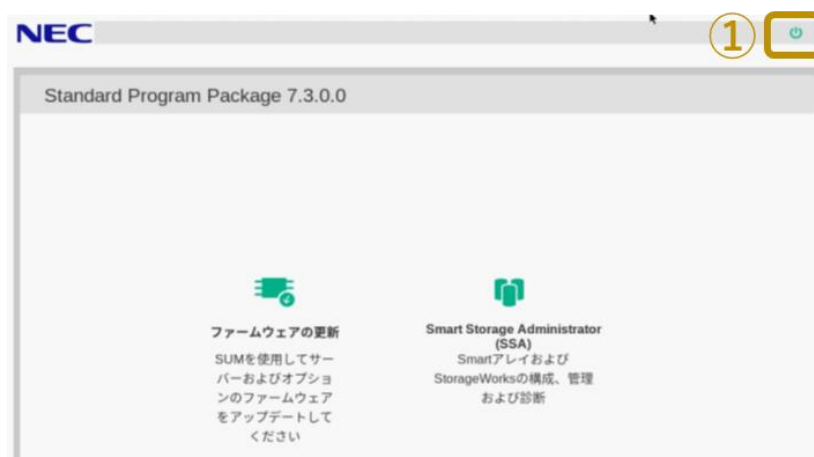 NEC
①
Standard Program Package 7.3.0.0
ファームウェアの更新
SUMを使用してサー
バーおよびオプショ
ンのファームウェア
をアップデートして
ください
Smart Storage Administrator
(SSA)
Smartアレイおよび
StorageWorksの構成、管理
および診断